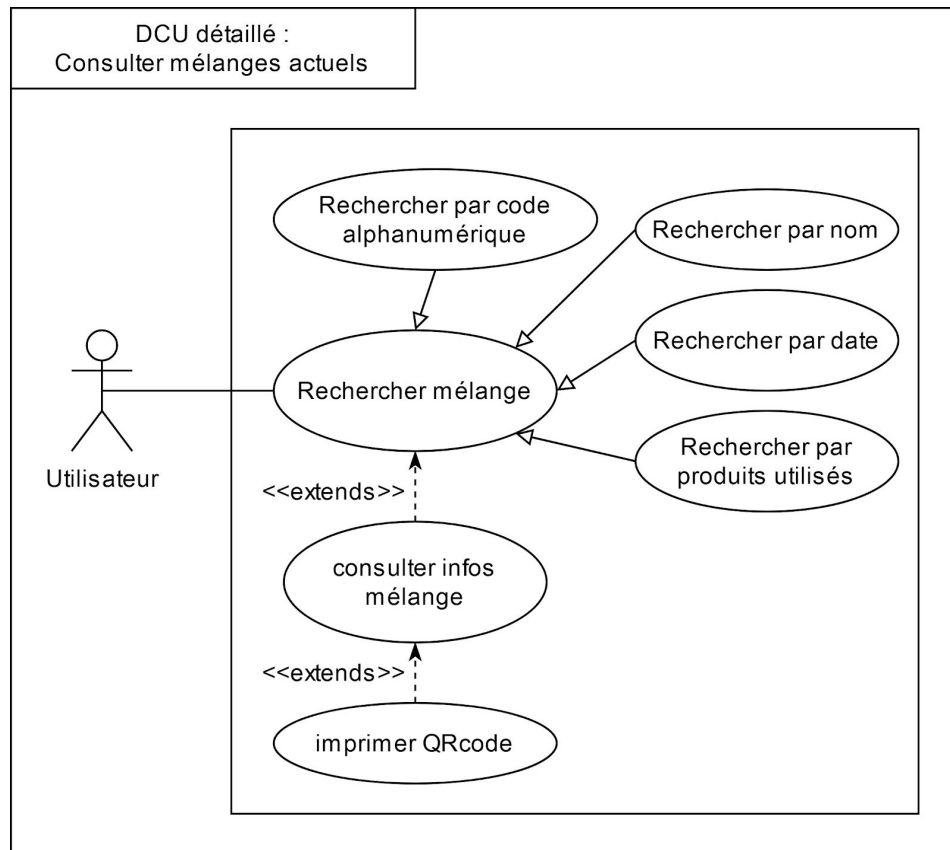 DCU détaillé :
Consulter mélanges actuels
Rechercher par code
alphanumérique
Rechercher par nom
Rechercher par date
Rechercher mélange
Rechercher par
produits utilisés
Utilisateur
<<extends>>
consulter infos
mélange
<<extends>>
imprimer QRcode